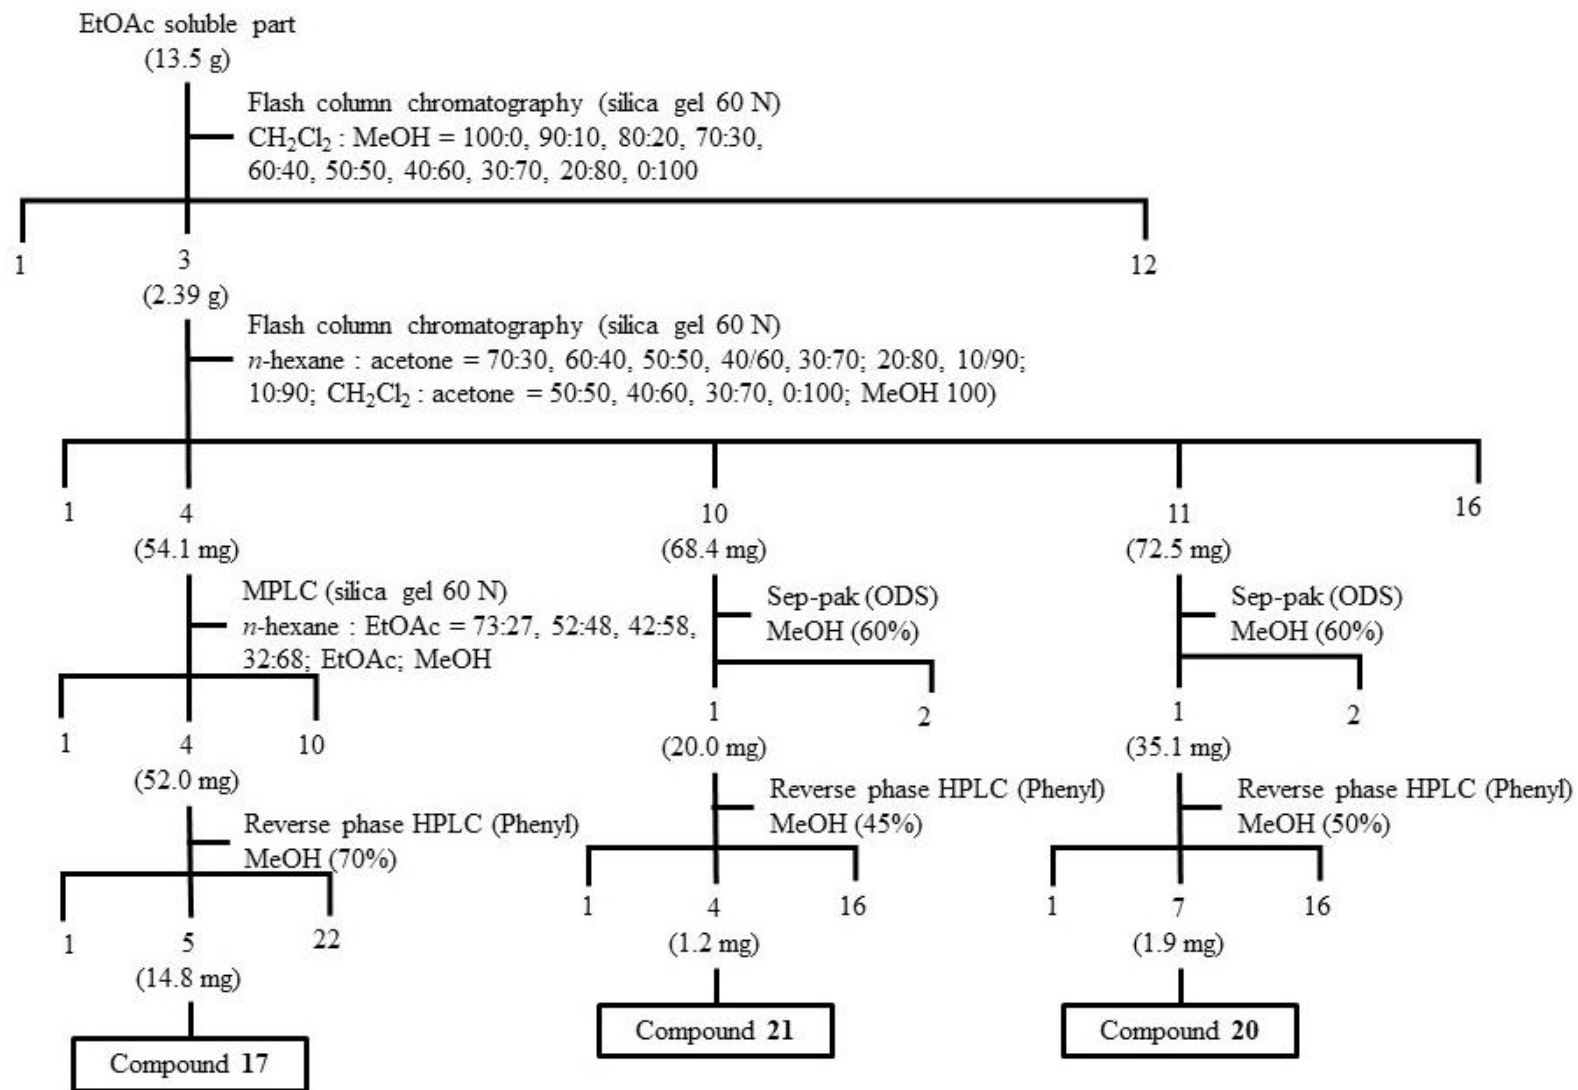 EtOAc soluble part
(13.5 g)
Flash column chromatography (silica gel 60 N)
CH₂Cl₂ : MeOH = 100:0, 90:10, 80:20, 70:30,
60:40, 50:50, 40:60, 30:70, 20:80, 0:100
1
3
12
(2.39 g)
Flash column chromatography (silica gel 60 N)
n-hexane : acetone = 70:30, 60:40, 50:50, 40/60, 30:70; 20:80, 10/90;
10:90; CH₂Cl₂ : acetone = 50:50, 40:60, 30:70, 0:100; MeOH 100)
1
4
10
11
16
(54.1 mg)
(68.4 mg)
(72.5 mg)
MPLC (silica gel 60 N)
n-hexane : EtOAc = 73:27, 52:48, 42:58,
32:68; EtOAc; MeOH
Sep-pak (ODS)
MeOH (60%)
Sep-pak (ODS)
MeOH (60%)
1
4
10
1
2
1
2
(52.0 mg)
(20.0 mg)
(35.1 mg)
Reverse phase HPLC (Phenyl)
MeOH (70%)
Reverse phase HPLC (Phenyl)
MeOH (45%)
Reverse phase HPLC (Phenyl)
MeOH (50%)
1
5
22
1
4
16
1
7
16
(14.8 mg)
(1.2 mg)
(1.9 mg)
Compound 17
Compound 21
Compound 20